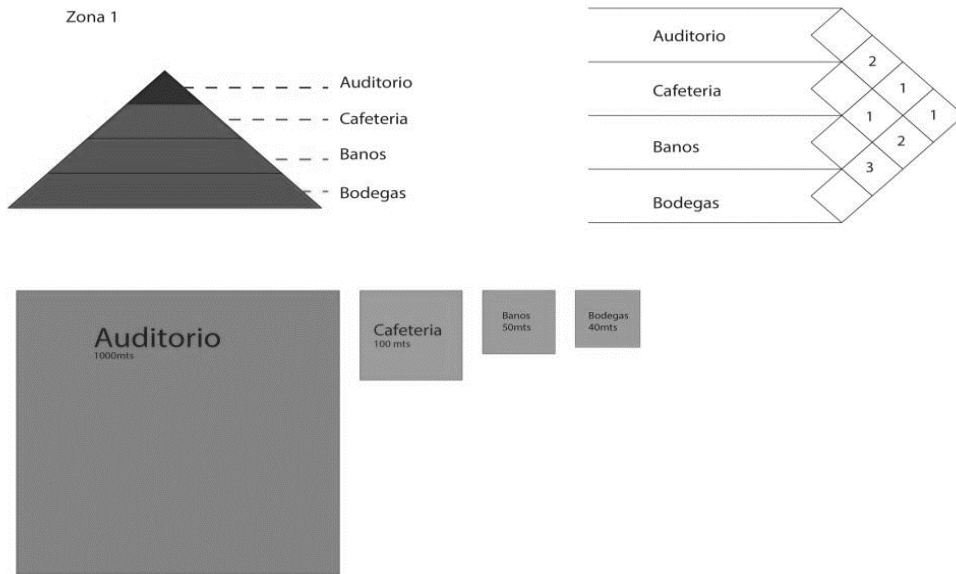 Zona 1
Auditorio
Cafeteria
Banos
Bodegas
Auditorio
Cafeteria
Banos
Bodegas
2
1
1
1
2
3
Auditorio
1000mts
Cafeteria
100 mts
Banos
50mts
Bodegas
40mts